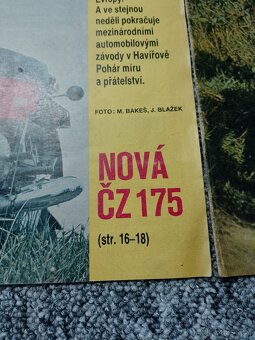 Evropy.
A ve stejnou
neděli pokračuje
mezinárodními
automobilovými
závody v Havířově
Pohár míru
a přátelství.
FOTO: M. BAKEŠ, J. BLAŽEK
NOVÁ
ČZ 175
(str. 16–18)